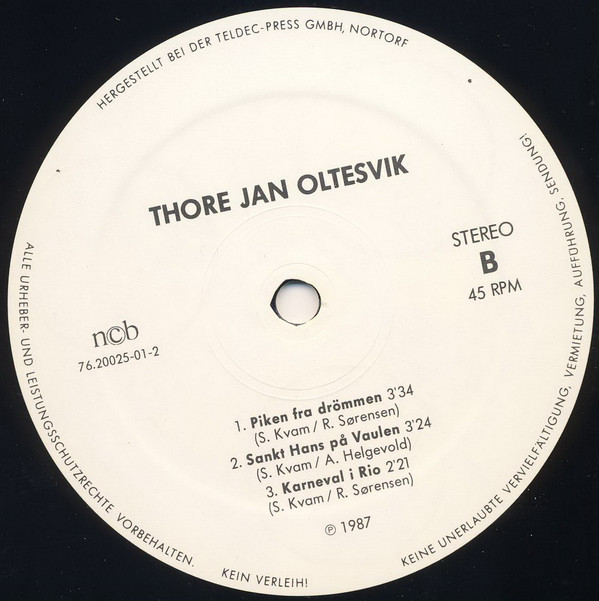 HERGESTELLT BEI DER TELDEC-PRESS GMBH, NORTORF
THORE JAN OLTESVIK
STEREO
B
45 RPM
ncb
76.20025-01-2
1. Piken fra drömmen 3'34
(S. Kvam / R. Sørensen)
2. Sankt Hans på Vaulen 3'24
(S. Kvam / A. Helgevold)
3. Karneval i Rio 2'21
(S. Kvam / R. Sørensen)
℗ 1987
ALLE URHEBER- UND LEISTUNGSSCHUTZRECHTE VORBEHALTEN.
KEIN VERLEIH!
KEINE UNERLAUBTE VERVIELFÄLTIGUNG, VERMIETUNG, AUFFÜHRUNG, SENDUNG!